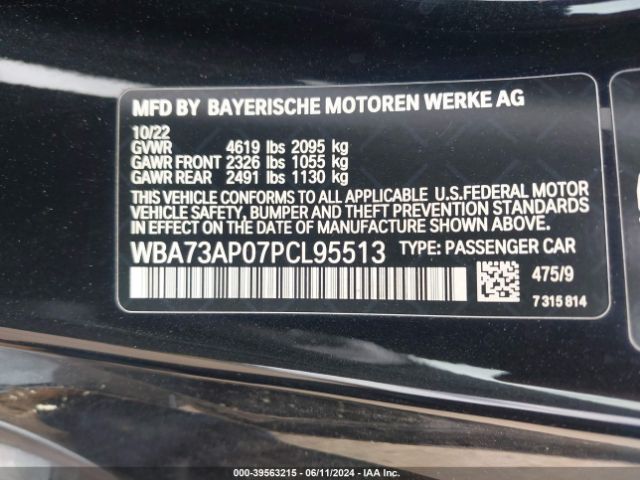 MFD BY BAYERISCHE MOTOREN WERKE AG
10/22
GVWR 4619 lbs 2095 kg
GAWR FRONT 2326 lbs 1055 kg
GAWR REAR 2491 lbs 1130 kg
THIS VEHICLE CONFORMS TO ALL APPLICABLE U.S.FEDERAL MOTOR
VEHICLE SAFETY, BUMPER, AND THEFT PREVENTION STANDARDS
IN EFFECT ON THE DATE OF MANUFACTURE SHOWN ABOVE.
WBA73AP07PCL95513 TYPE: PASSENGER CAR
475/9
7 315 814
000-39563215 - 06/11/2024 - IAA Inc.